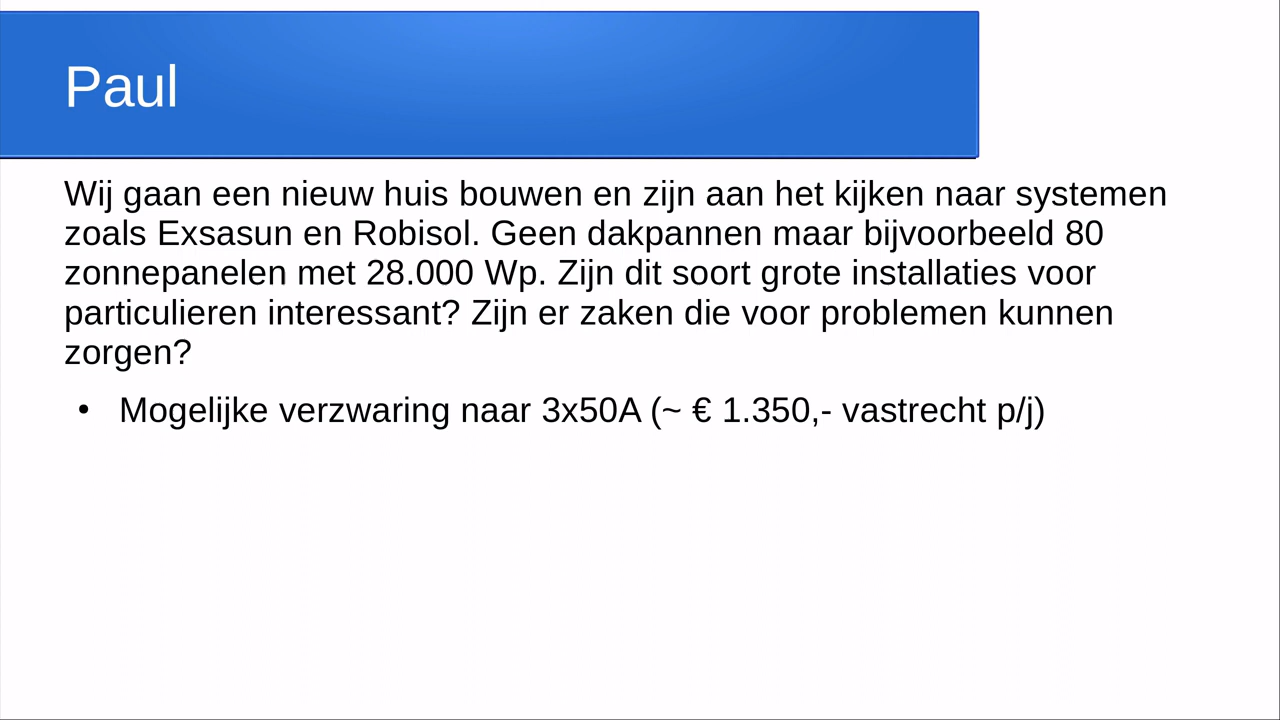 Paul
Wij gaan een nieuw huis bouwen en zijn aan het kijken naar systemen
zoals Exsasun en Robisol. Geen dakpannen maar bijvoorbeeld 80
zonnepanelen met 28.000 Wp. Zijn dit soort grote installaties voor
particulieren interessant? Zijn er zaken die voor problemen kunnen
zorgen?
• Mogelijke verzwaring naar 3x50A (~ € 1.350,- vastrecht p/j)